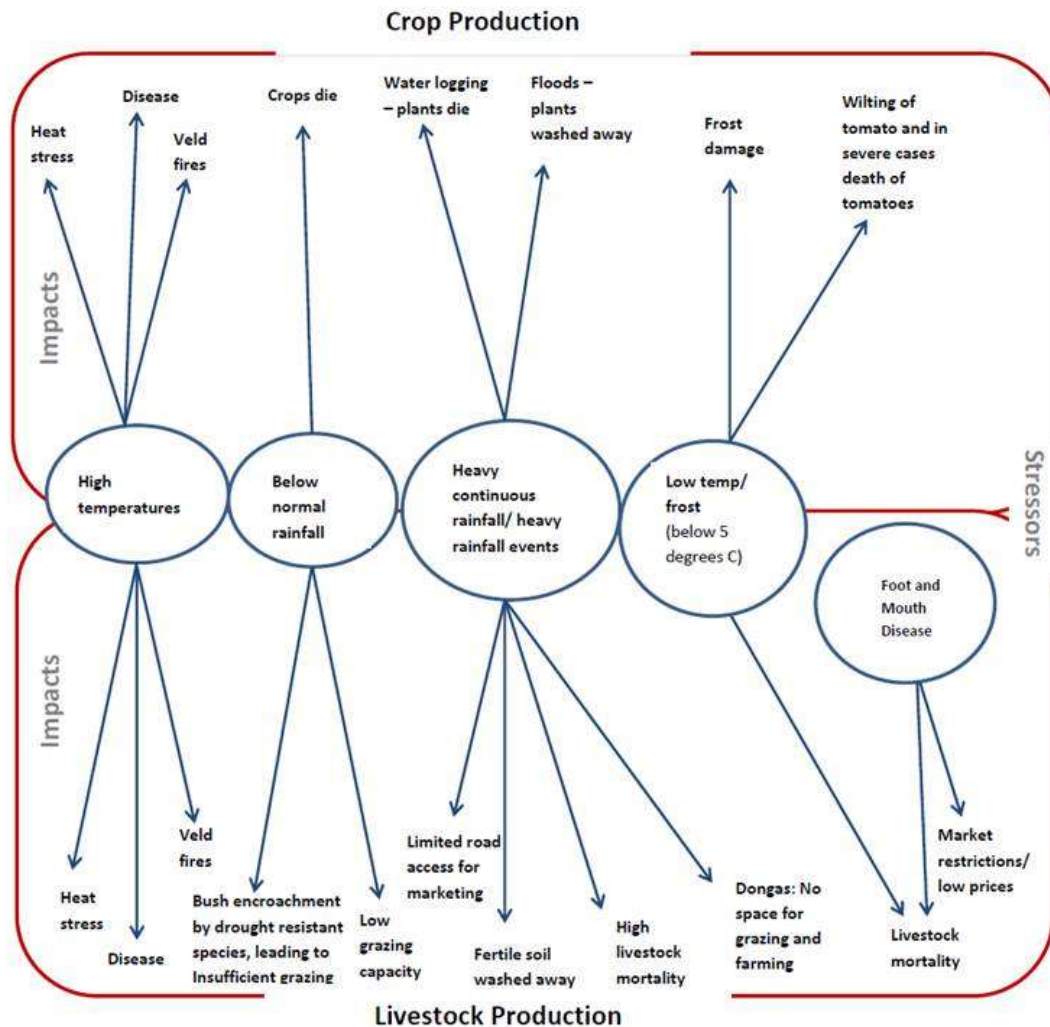 Crop Production
Disease
Heat
stress
Veld
fires
Crops die
Water logging
– plants die
Floods –
plants
washed away
Frost
damage
Wilting of
tomato and in
severe cases
death of
tomatoes
Impacts
High
temperatures
Below
normal
rainfall
Heavy
continuous
rainfall/ heavy
rainfall events
Low temp/
frost
(below 5
degrees C)
Foot and
Mouth
Disease
Stressors
Impacts
Heat
stress
Disease
Veld
fires
Bush encroachment
by drought resistant
species, leading to
Insufficient grazing
Low
grazing
capacity
Limited road
access for
marketing
Fertile soil
washed away
High
livestock
mortality
Dongas: No
space for
grazing and
farming
Livestock
mortality
Market
restrictions/
low prices
Livestock Production